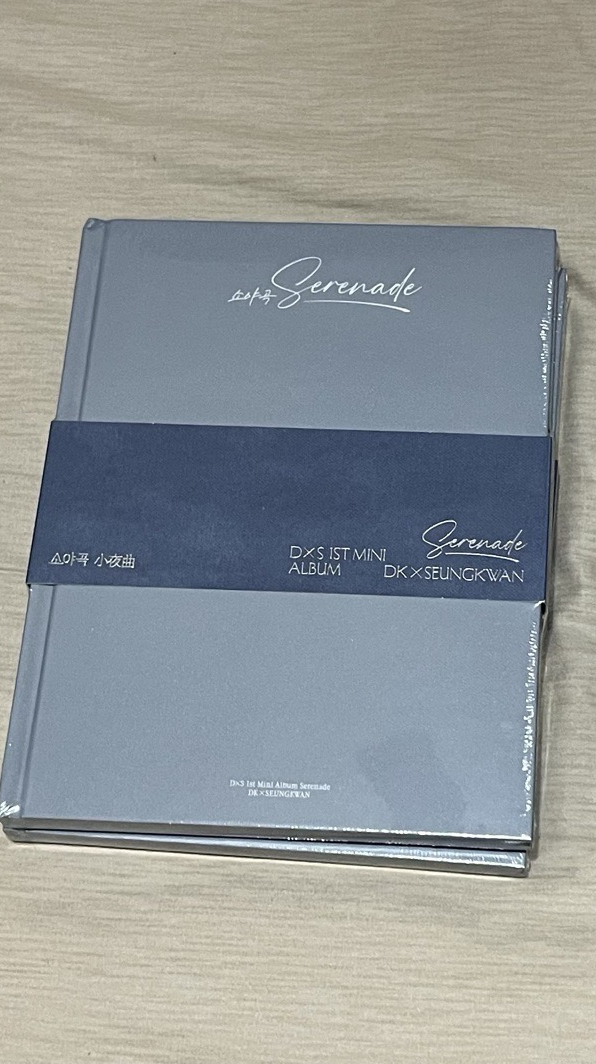 소야곡 Serenade
Serenade
소야곡 小夜曲
D×S 1ST MINI
ALBUM DK×SEUNGKWAN
D×S 1st Mini Album Serenade
DK×SEUNGKWAN